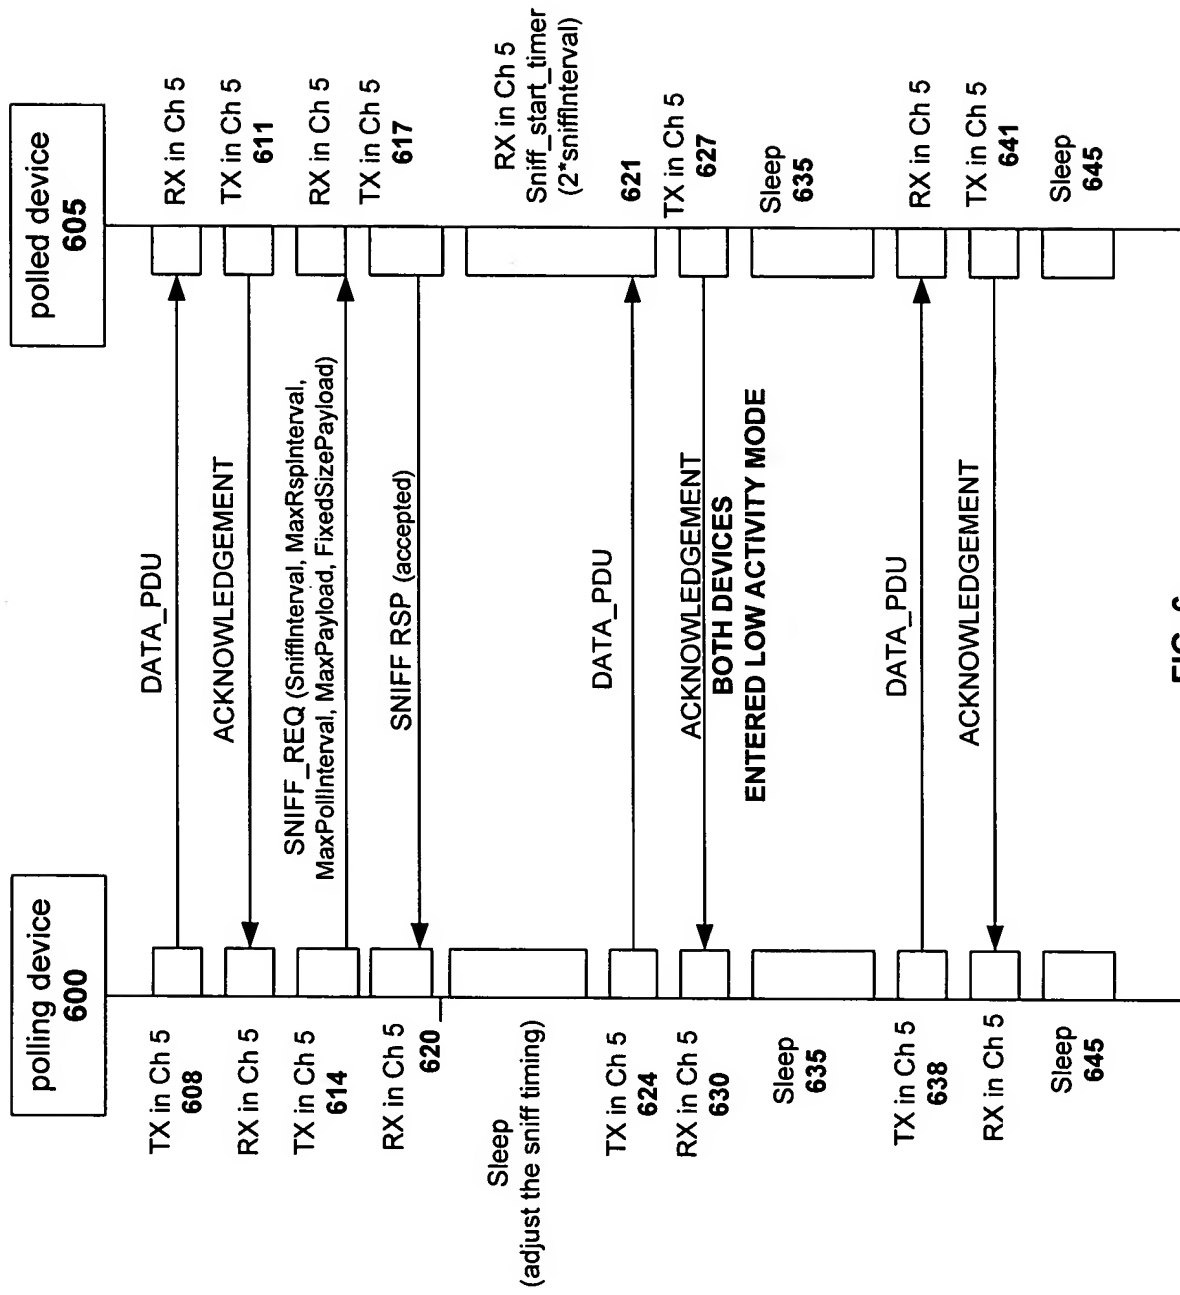 polling device
600
polled device
605
TX in Ch 5
608
DATA_PDU
RX in Ch 5
RX in Ch 5
ACKNOWLEDGEMENT
TX in Ch 5
611
TX in Ch 5
614
SNIFF_REQ (SniffInterval, MaxRspInterval,
MaxPollInterval, MaxPayload, FixedSizePayload)
RX in Ch 5
RX in Ch 5
620
SNIFF RSP (accepted)
TX in Ch 5
617
Sleep
(adjust the sniff timing)
RX in Ch 5
Sniff_start_timer
(2*sniffInterval)
621
TX in Ch 5
624
DATA_PDU
RX in Ch 5
630
ACKNOWLEDGEMENT
TX in Ch 5
627
BOTH DEVICES
ENTERED LOW ACTIVITY MODE
Sleep
635
Sleep
635
TX in Ch 5
638
DATA_PDU
RX in Ch 5
RX in Ch 5
ACKNOWLEDGEMENT
TX in Ch 5
641
Sleep
645
Sleep
645